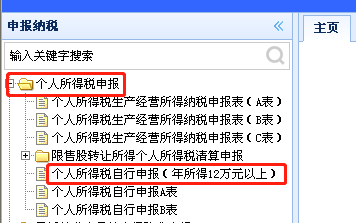 申报纳税
主页
输入关键字搜索
个人所得税申报
个人所得税生产经营所得纳税申报表（A表）
个人所得税生产经营所得纳税申报表（B表）
个人所得税生产经营所得纳税申报表（C表）
限售股转让所得个人所得税清算申报
个人所得税自行申报（年所得12万元以上）
个人所得税自行申报A表
个人所得税自行申报B表